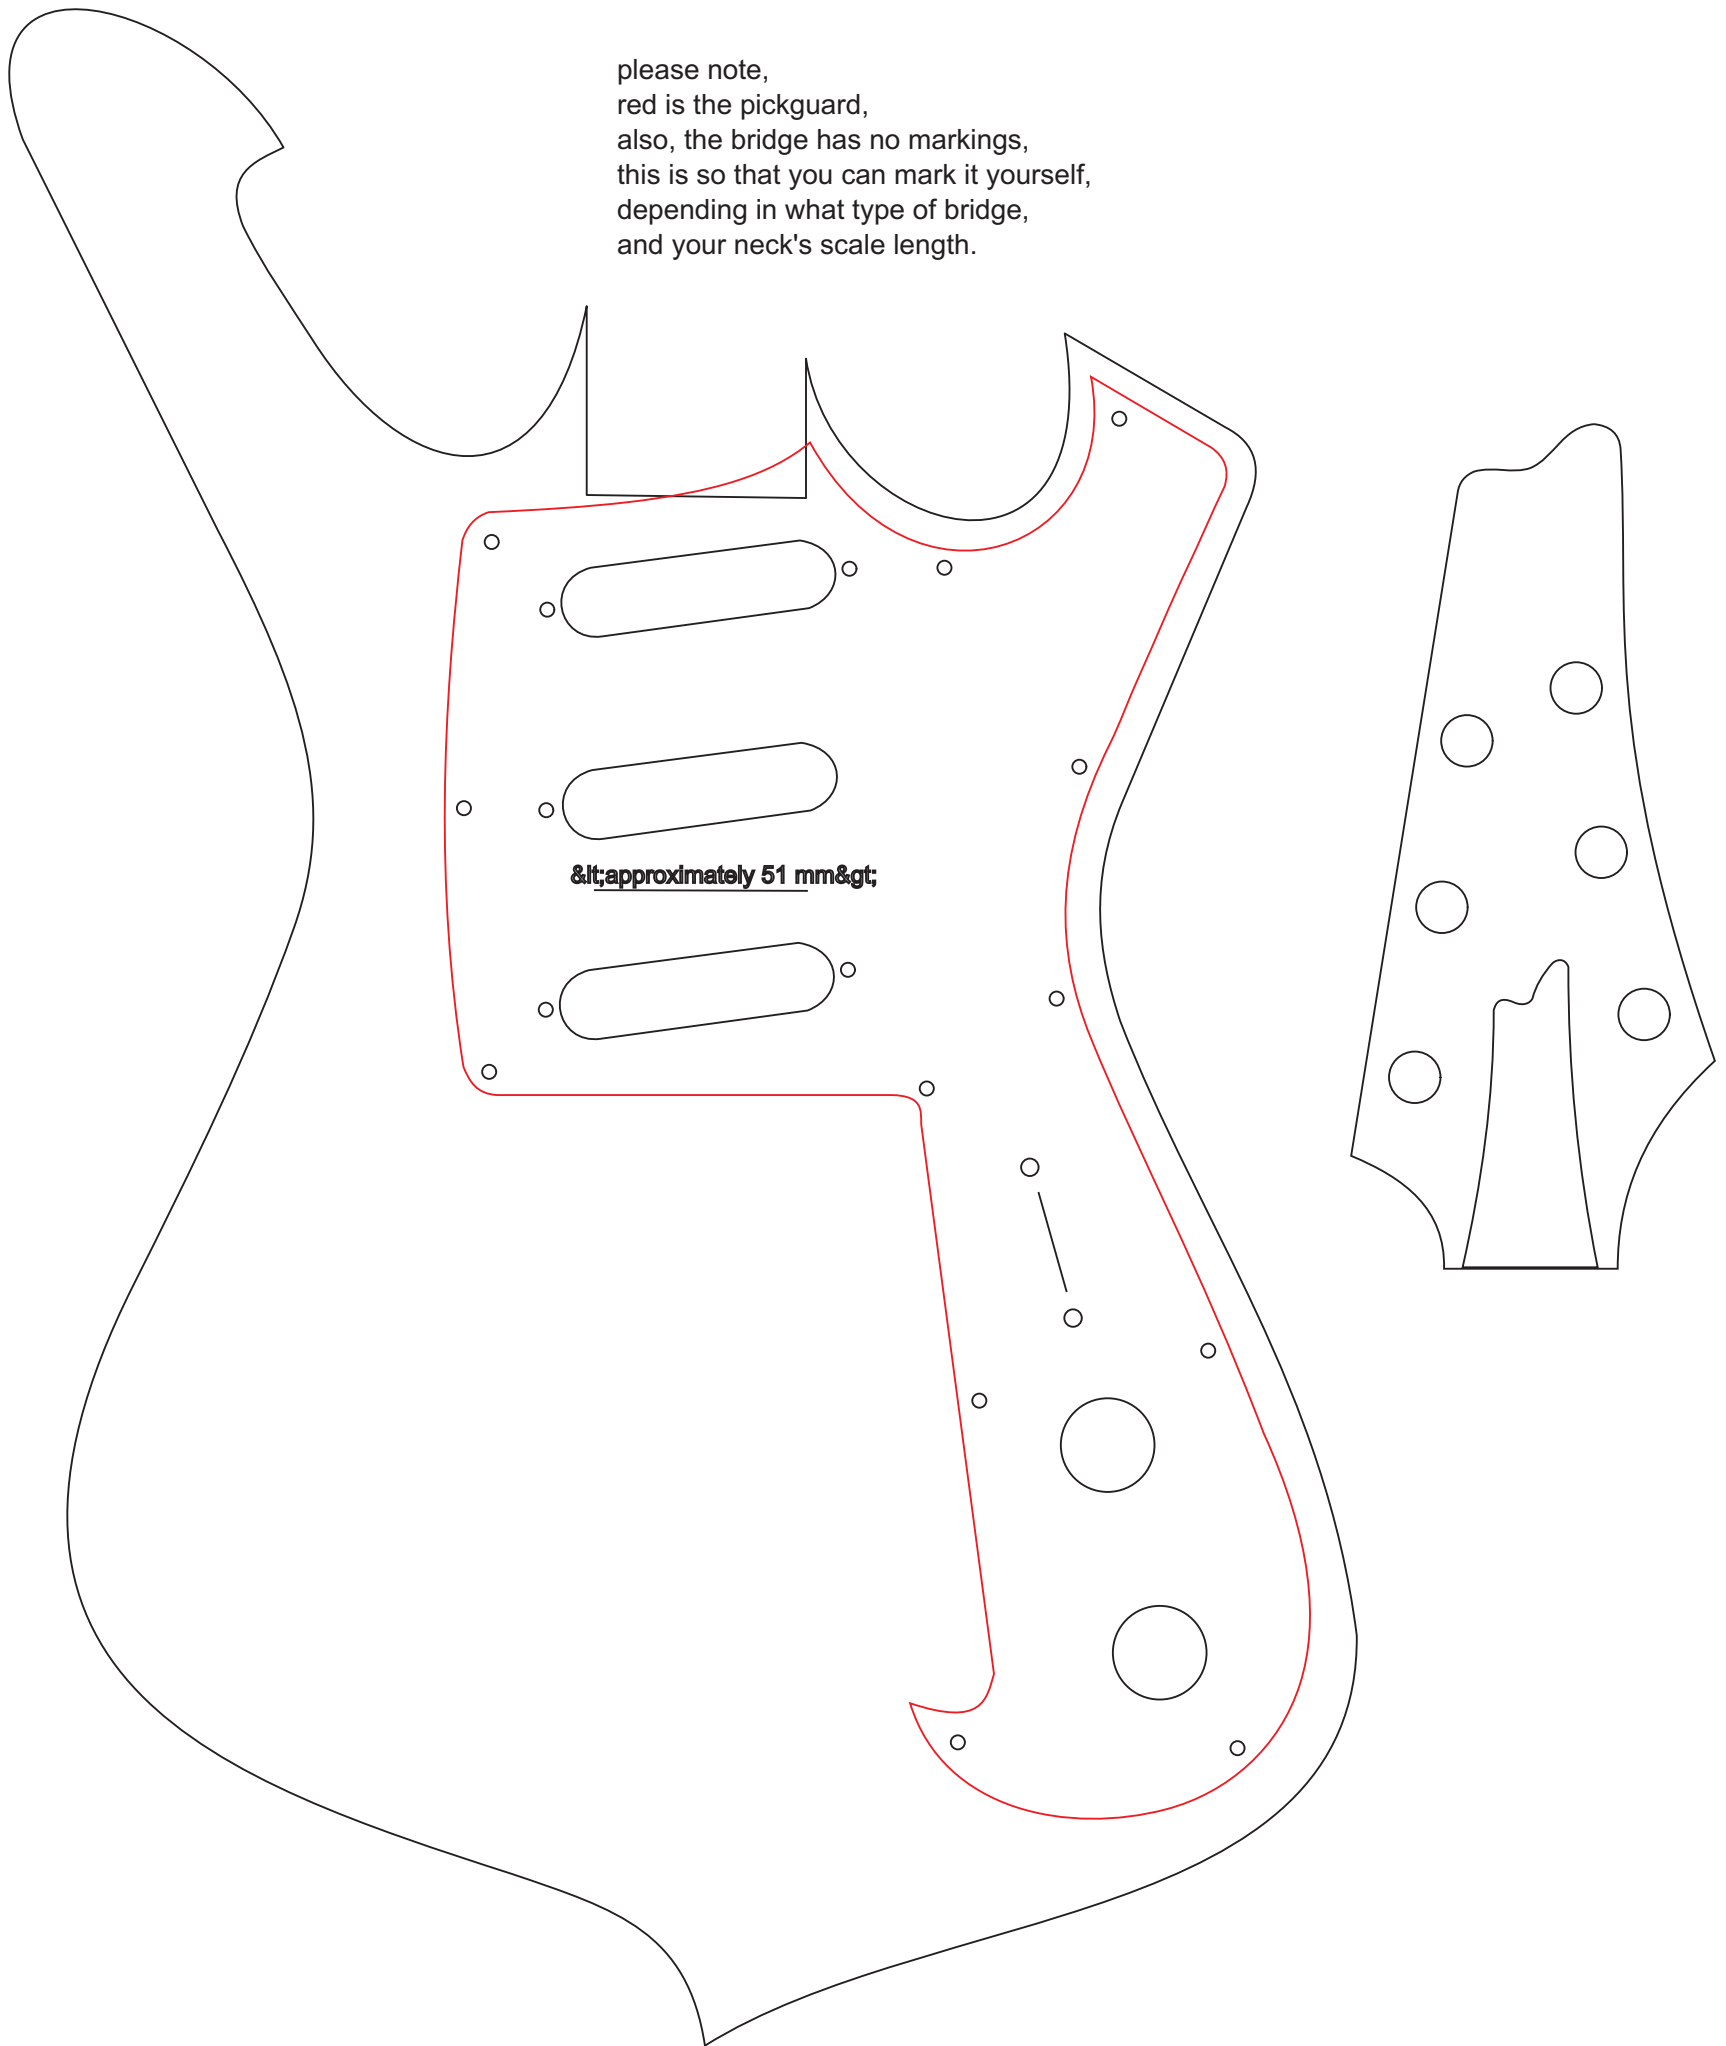 please note,
red is the pickguard,
also, the bridge has no markings,
this is so that you can mark it yourself,
depending in what type of bridge,
and your neck's scale length.
&lt;approximately 51 mm&gt;